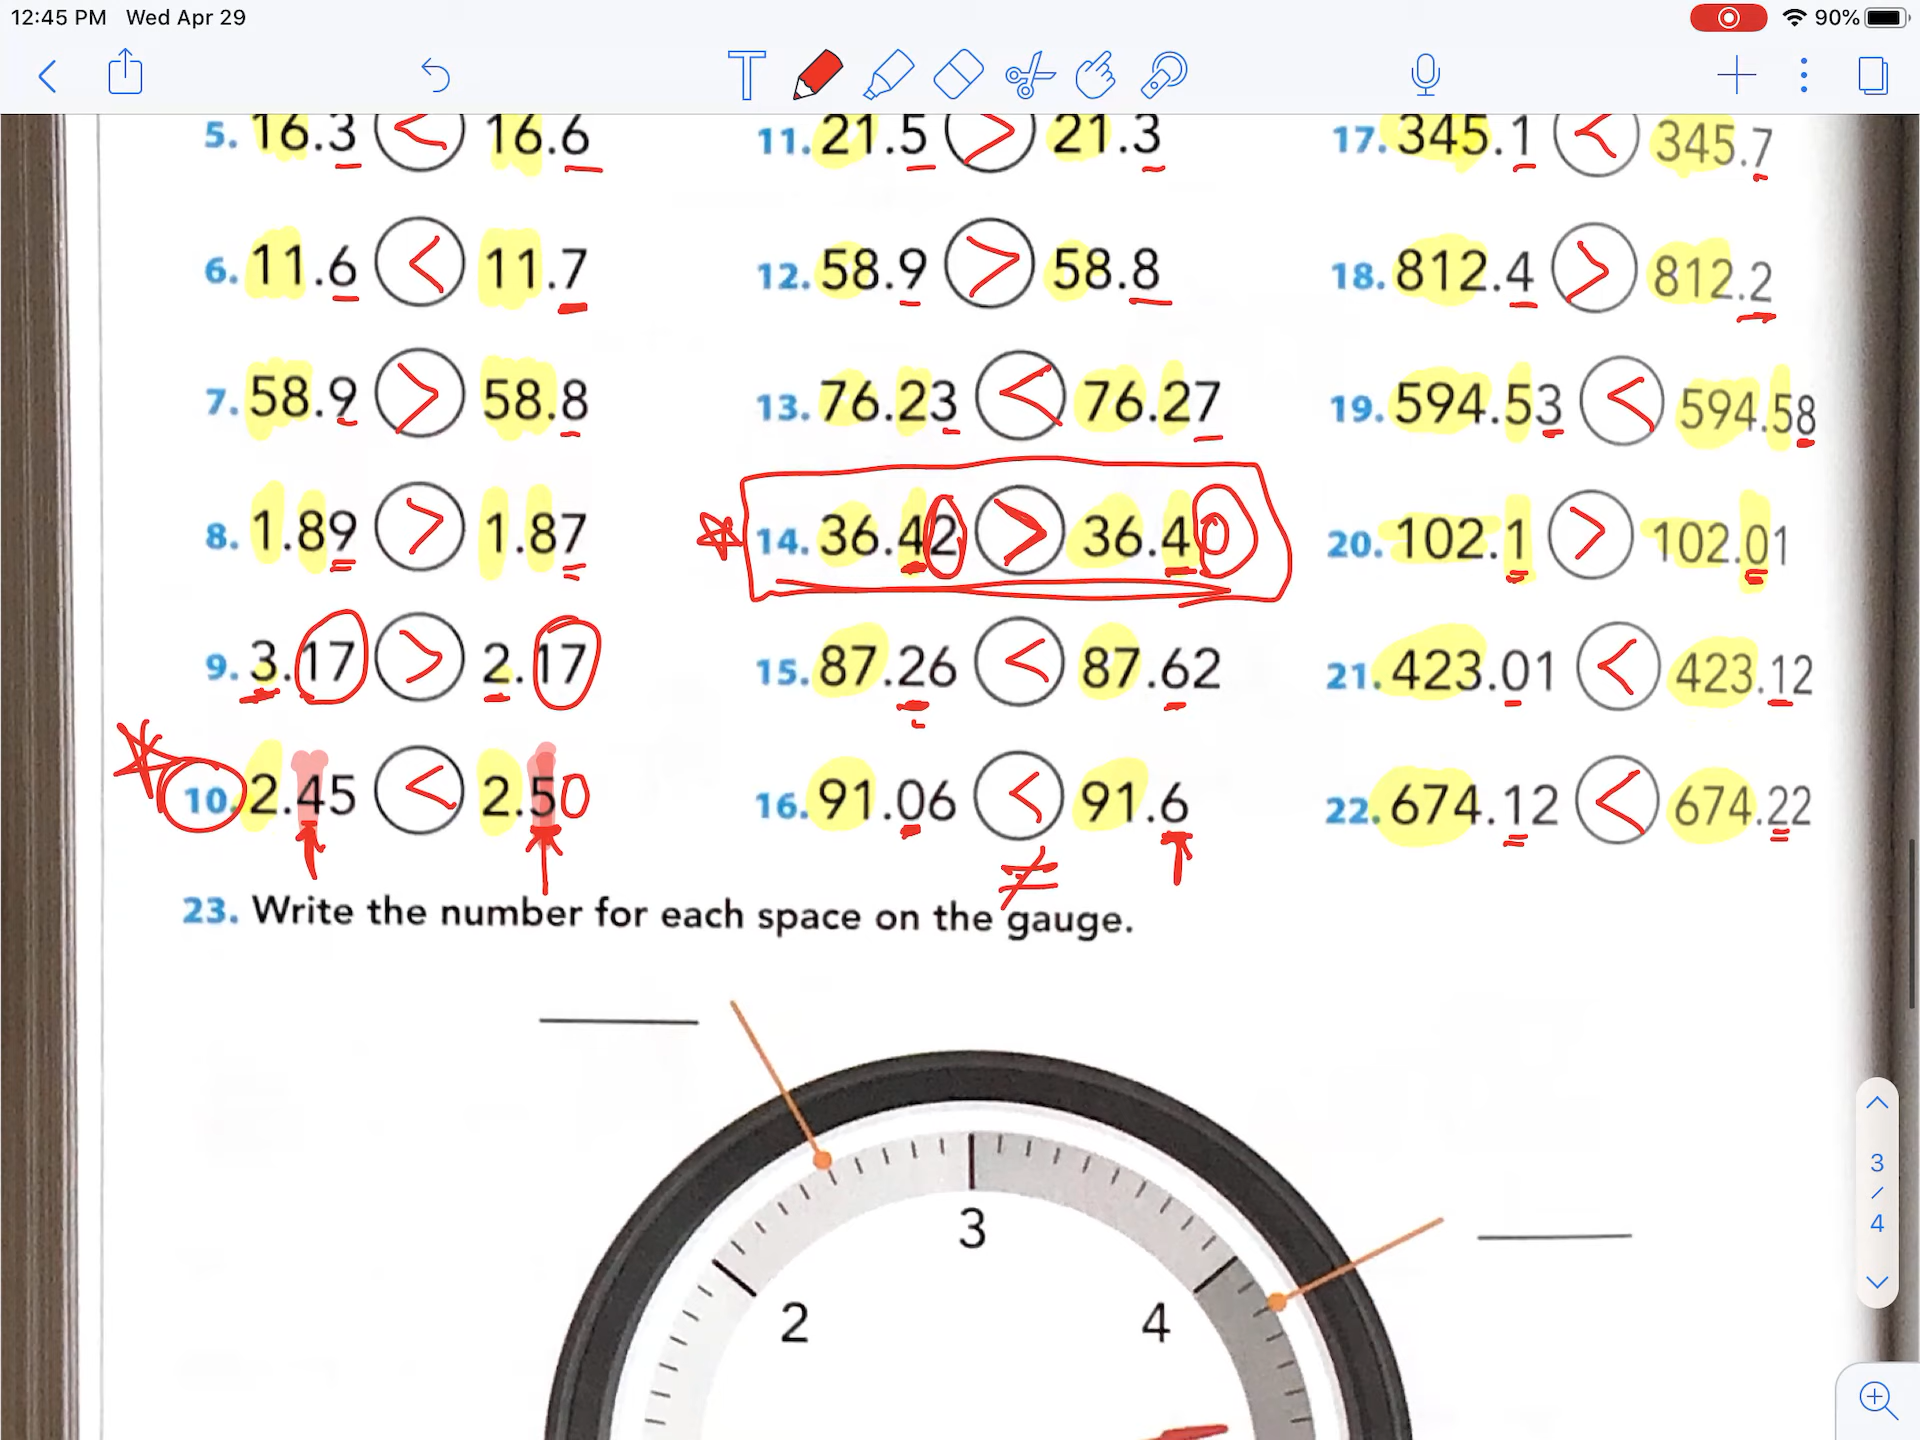 12:45 PM Wed Apr 29
90%
T
5. 16.3 < 16.6
11. 21.5 > 21.3
17. 345.1 < 345.7
6. 11.6 < 11.7
12. 58.9 > 58.8
18. 812.4 > 812.2
7. 58.9 > 58.8
13. 76.23 < 76.27
19. 594.53 < 594.58
8. 1.89 > 1.87
14. 36.42 > 36.40
20. 102.1 > 102.01
9. 3.17 > 2.17
15. 87.26 < 87.62
21. 423.01 < 423.12
10. 2.45 < 2.50
16. 91.06 < 91.6
22. 674.12 < 674.22
≠
23. Write the number for each space on the gauge.
3
2
4
3
/
4